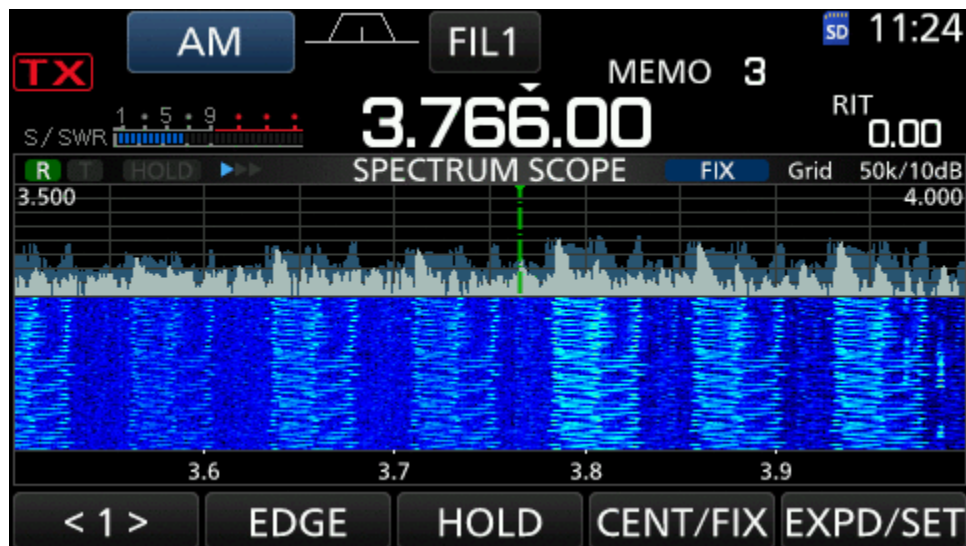 AM FIL1 SD 11:24
TX MEMO 3
1 5 9 3.766.00 RIT
S/SWR 0.00
R T HOLD SPECTRUM SCOPE FIX Grid 50k/10dB
3.500 4.000
3.6 3.7 3.8 3.9
< 1 > EDGE HOLD CENT/FIX EXPD/SET